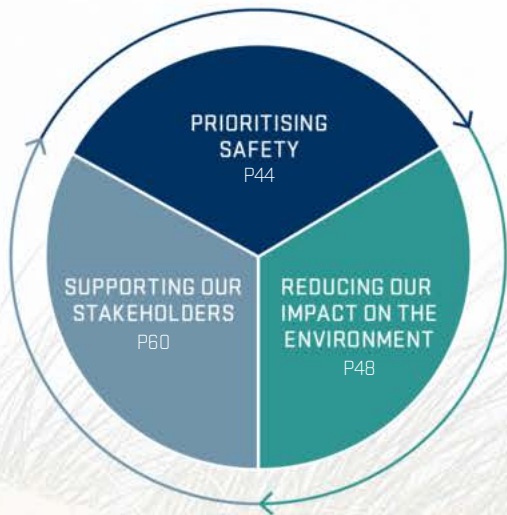 PRIORITISING
SAFETY
P44
SUPPORTING OUR
STAKEHOLDERS
P60
REDUCING OUR
IMPACT ON THE
ENVIRONMENT
P48